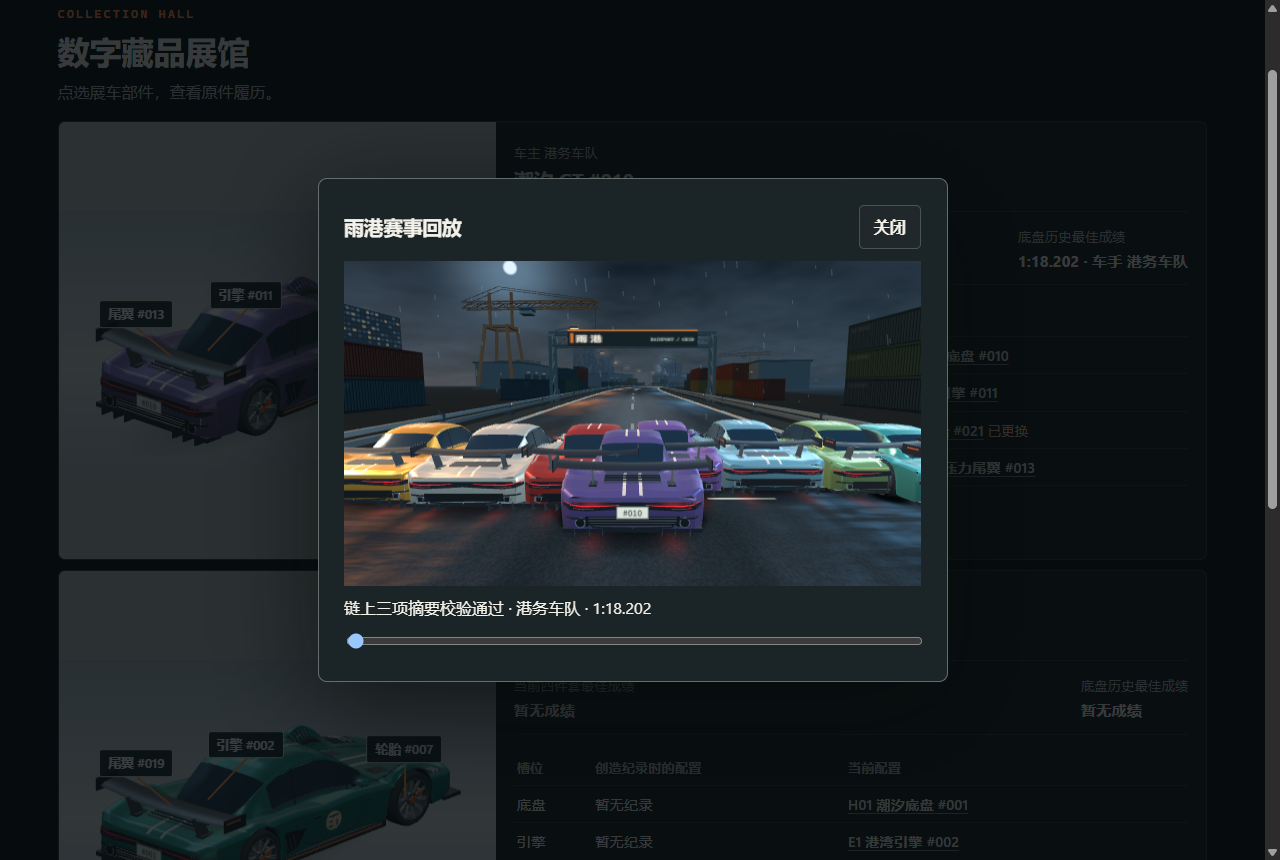 COLLECTION HALL
数字藏品展馆
点选展车部件，查看原件履历。
车主 港务车队
潮汐 GT #010
底盘历史最佳成绩
1:18.202 · 车手 港务车队
引擎 #011
尾翼 #013
#010
底盘 #010
引擎 #011
#021 已更换
压力尾翼 #013
雨港赛事回放
关闭
雨港
#010
链上三项摘要校验通过 · 港务车队 · 1:18.202
当前四件套最佳成绩
底盘历史最佳成绩
暂无成绩
暂无成绩
引擎 #002
轮胎 #007
尾翼 #019
槽位
创造纪录时的配置
当前配置
底盘
暂无纪录
H01 潮汐底盘 #001
引擎
暂无纪录
E1 港湾引擎 #002